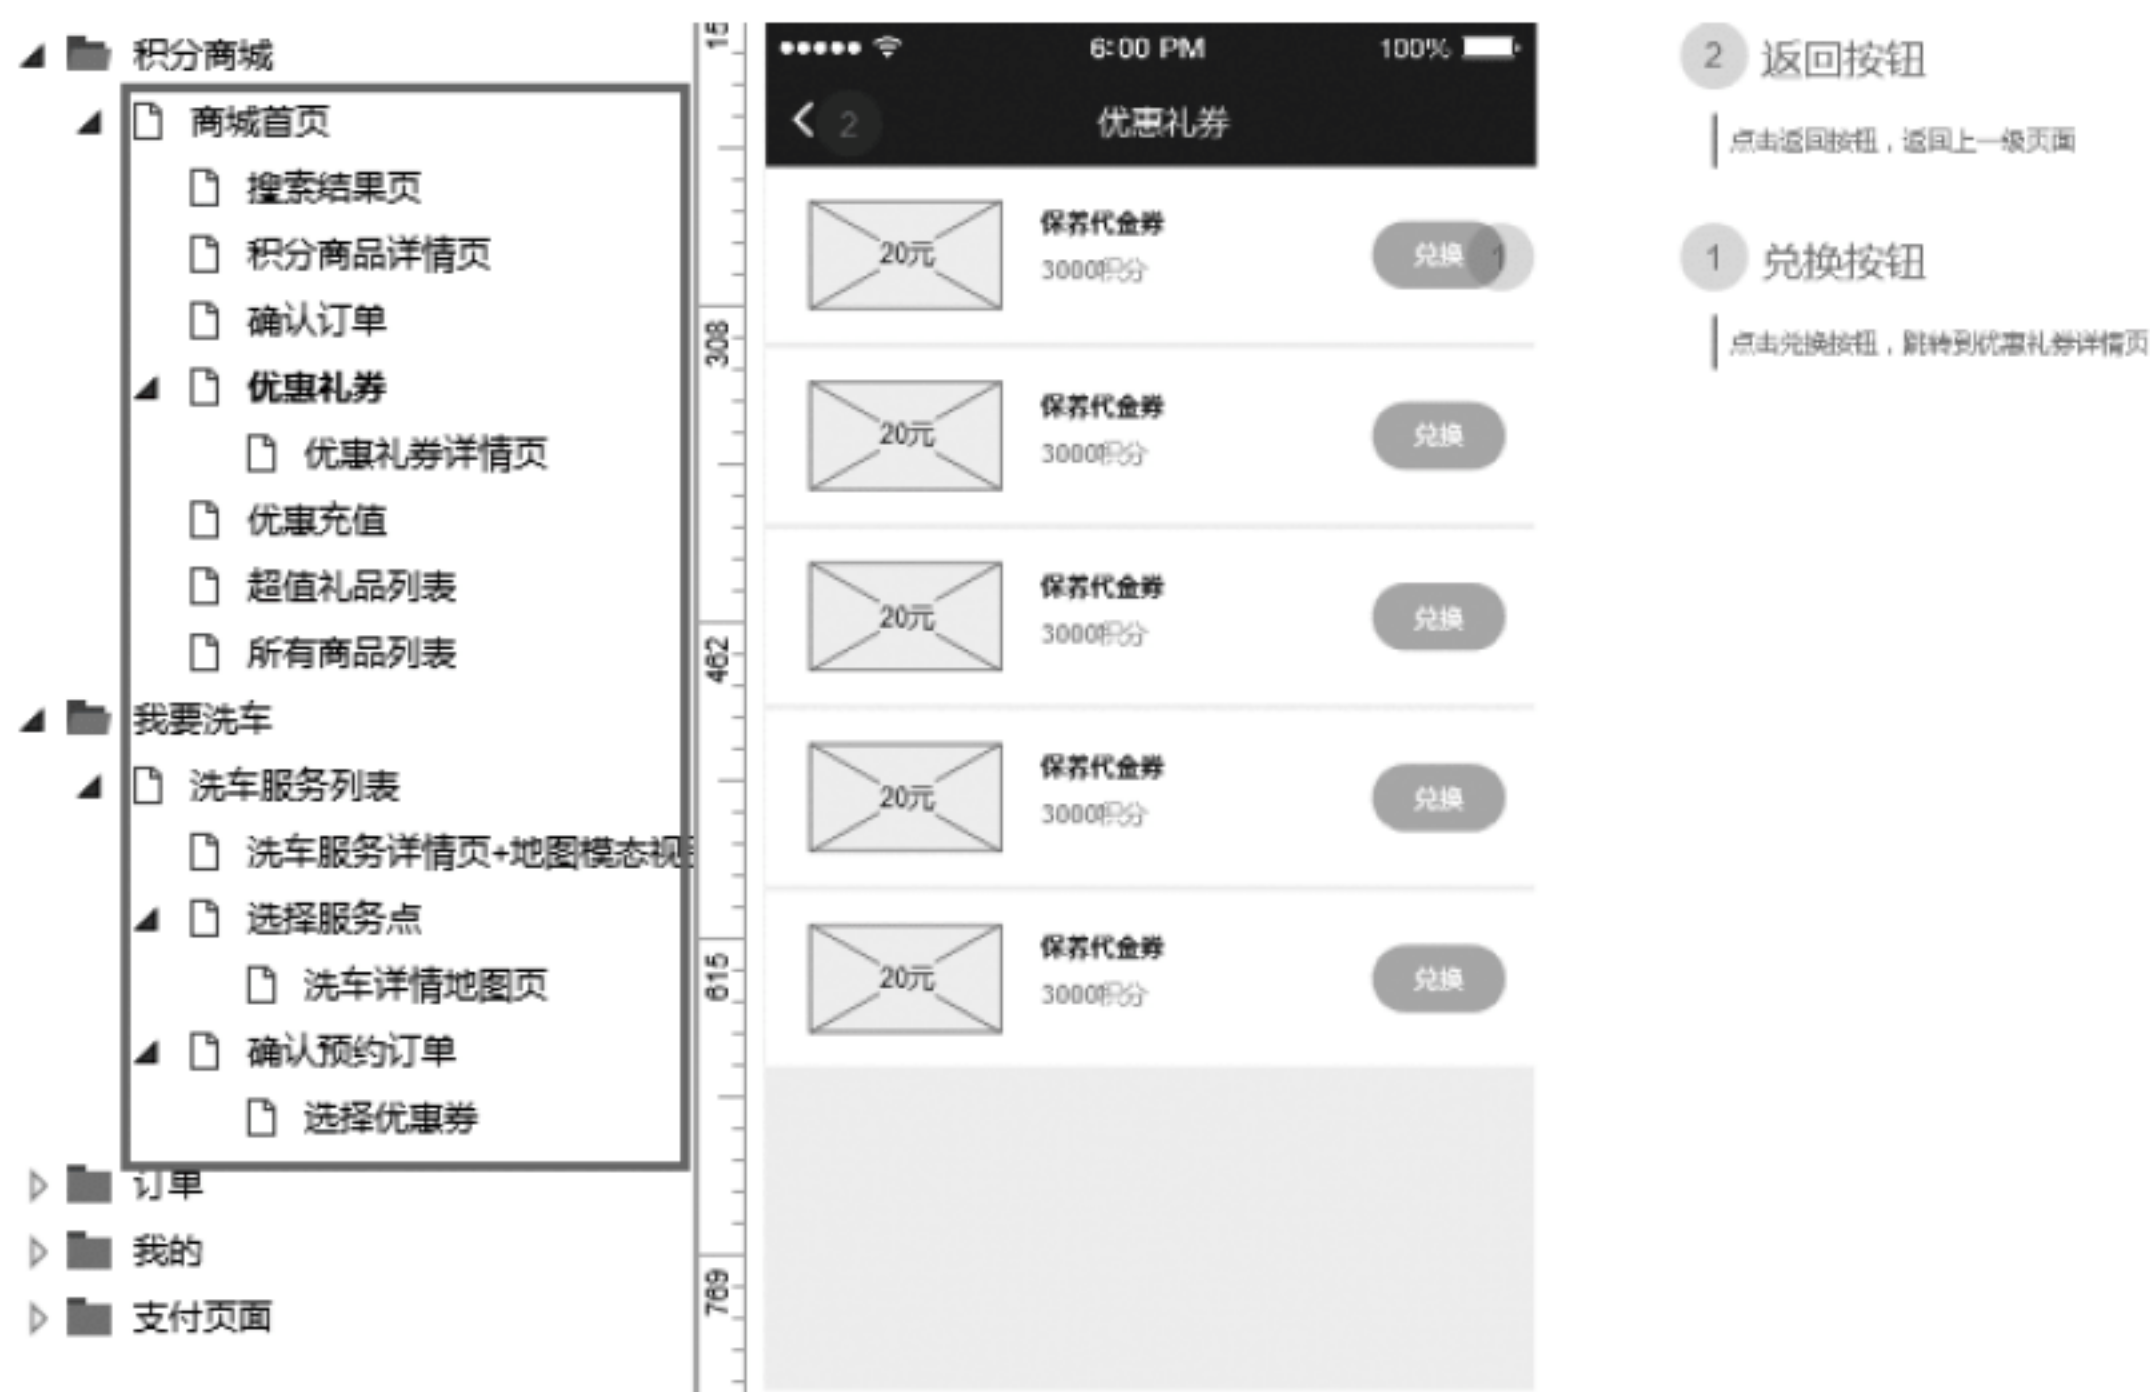 积分商城
商城首页
搜索结果页
积分商品详情页
确认订单
优惠礼券
优惠礼券详情页
优惠充值
超值礼品列表
所有商品列表
我要洗车
洗车服务列表
洗车服务详情页+地图模态视
选择服务点
洗车详情地图页
确认预约订单
选择优惠券
订单
我的
支付页面
15
308
462
615
769
6:00 PM
100%
2
优惠礼券
20元
保养代金券
3000积分
兑换
1
20元
保养代金券
3000积分
兑换
20元
保养代金券
3000积分
兑换
20元
保养代金券
3000积分
兑换
20元
保养代金券
3000积分
兑换
2 返回按钮
点击返回按钮，返回上一级页面
1 兑换按钮
点击兑换按钮，跳转到优惠礼券详情页